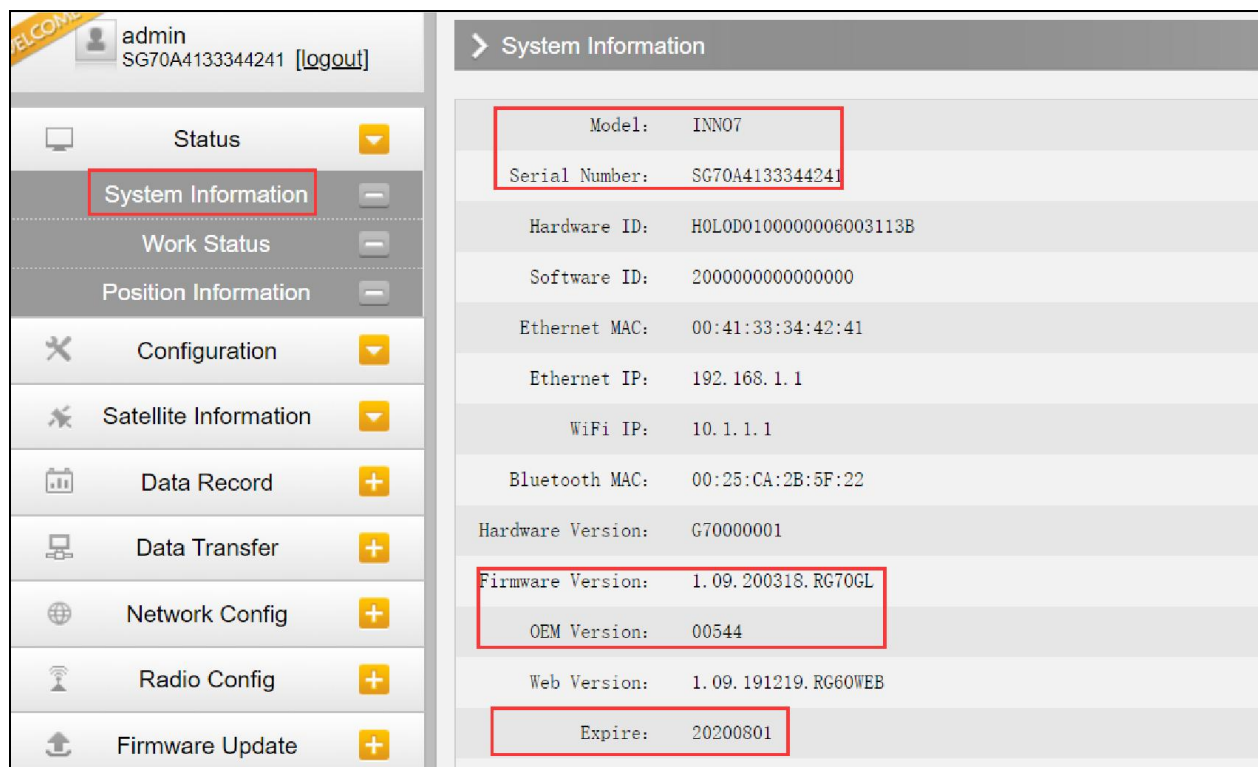 WELCOME
admin
SG70A4133344241 [logout]
Status
System Information
Work Status
Position Information
Configuration
Satellite Information
Data Record
Data Transfer
Network Config
Radio Config
Firmware Update
System Information
Model: INNO7
Serial Number: SG70A4133344241
Hardware ID: H0L0D0100000006003113B
Software ID: 2000000000000000
Ethernet MAC: 00:41:33:34:42:41
Ethernet IP: 192.168.1.1
WiFi IP: 10.1.1.1
Bluetooth MAC: 00:25:CA:2B:5F:22
Hardware Version: G70000001
Firmware Version: 1.09.200318.RG70GL
OEM Version: 00544
Web Version: 1.09.191219.RG60WEB
Expire: 20200801